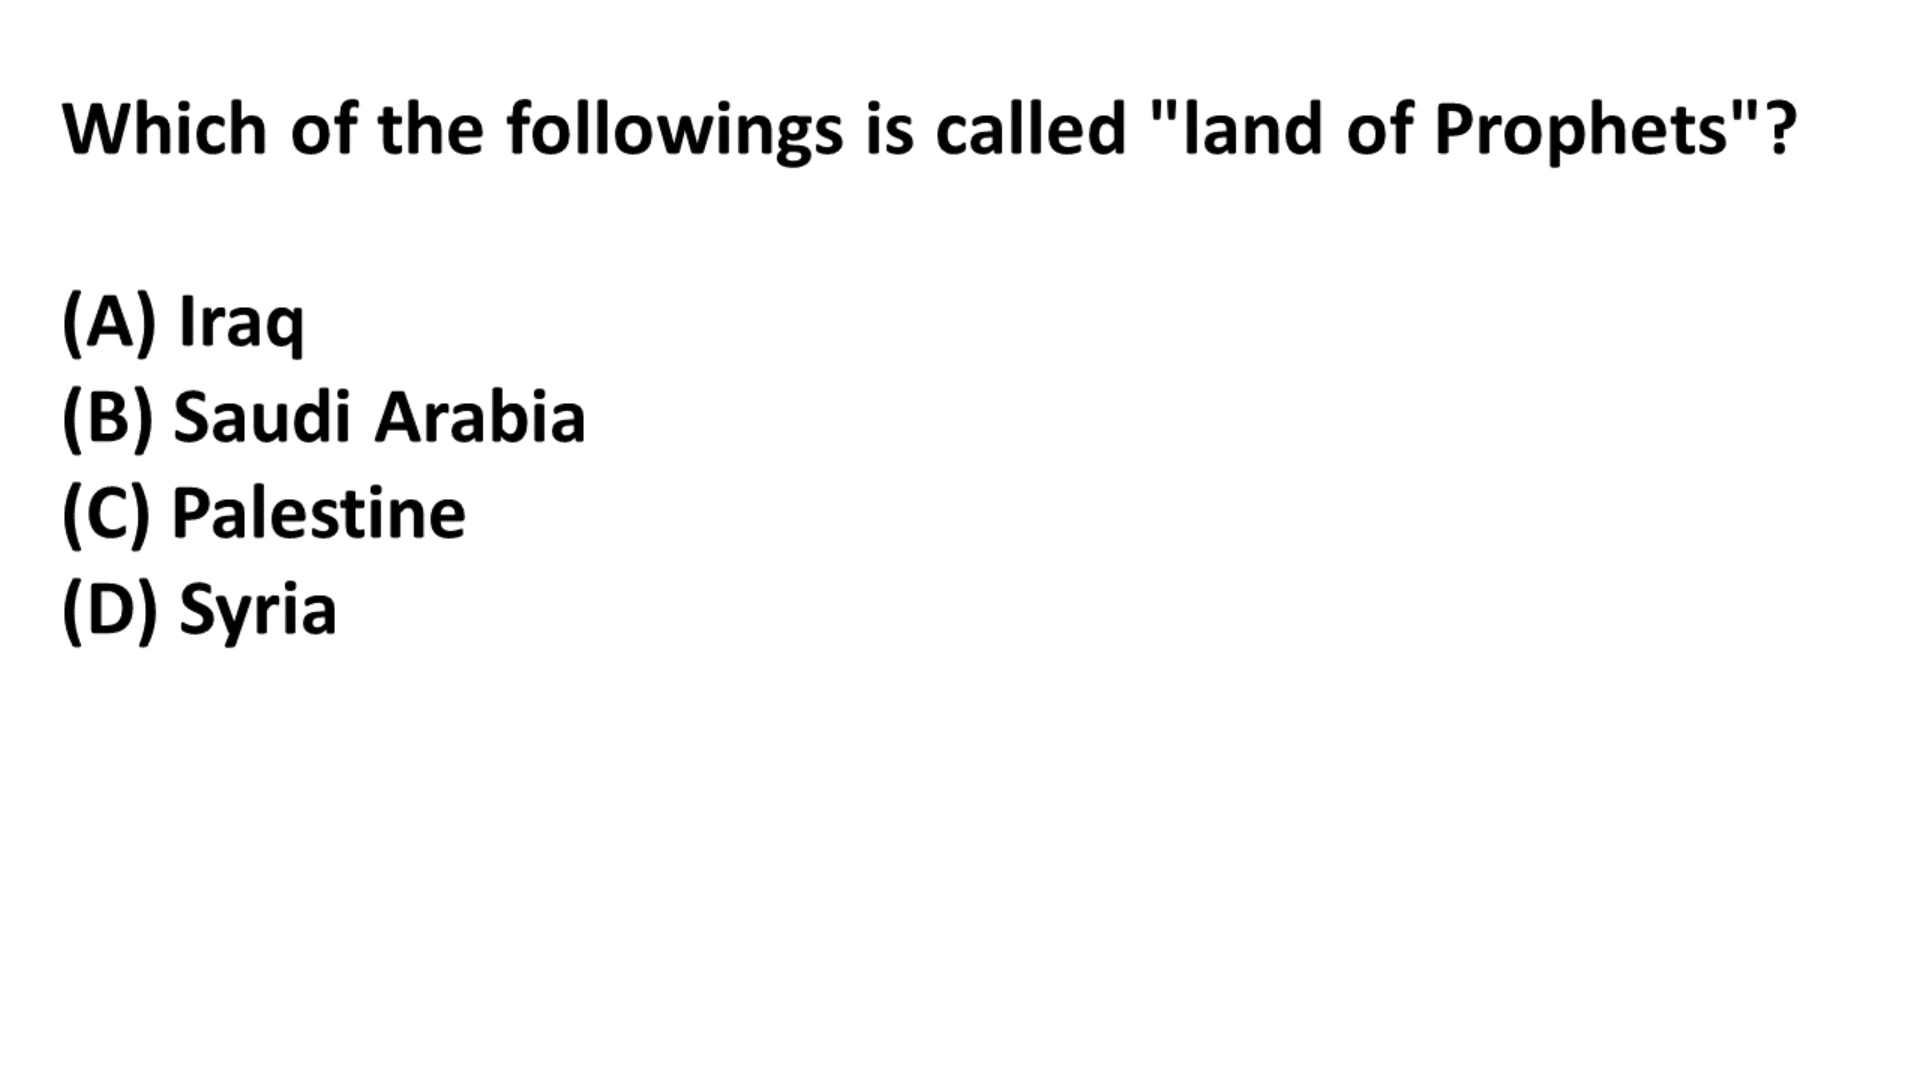 Which of the followings is called "land of Prophets"?
(A) Iraq
(B) Saudi Arabia
(C) Palestine
(D) Syria